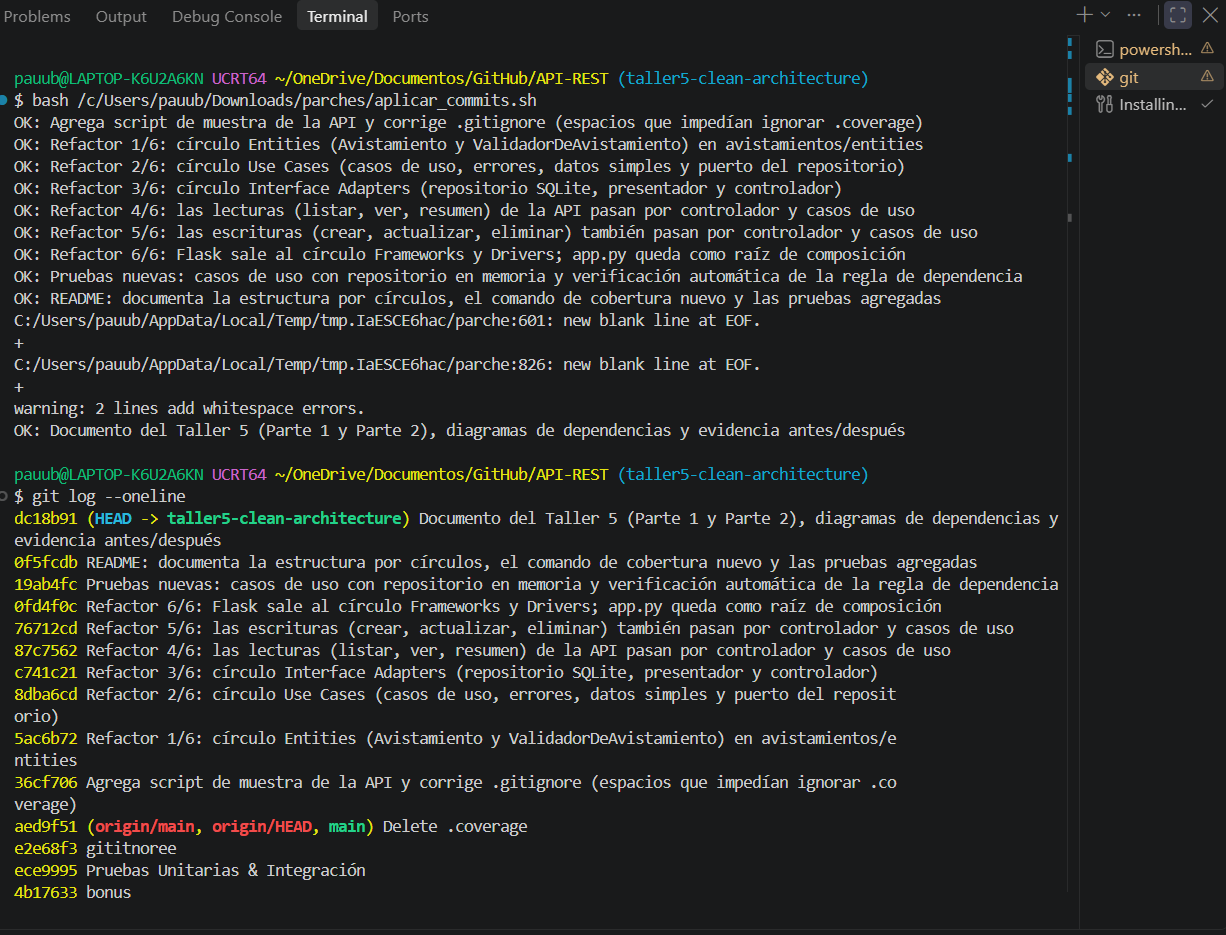 Problems Output Debug Console Terminal Ports
powersh...
git
Installin...
pauub@LAPTOP-K6U2A6KN UCRT64 ~/OneDrive/Documentos/GitHub/API-REST (taller5-clean-architecture)
$ bash /c/Users/pauub/Downloads/parches/aplicar_commits.sh
OK: Agrega script de muestra de la API y corrige .gitignore (espacios que impedían ignorar .coverage)
OK: Refactor 1/6: círculo Entities (Avistamiento y ValidadorDeAvistamiento) en avistamientos/entities
OK: Refactor 2/6: círculo Use Cases (casos de uso, errores, datos simples y puerto del repositorio)
OK: Refactor 3/6: círculo Interface Adapters (repositorio SQLite, presentador y controlador)
OK: Refactor 4/6: las lecturas (listar, ver, resumen) de la API pasan por controlador y casos de uso
OK: Refactor 5/6: las escrituras (crear, actualizar, eliminar) también pasan por controlador y casos de uso
OK: Refactor 6/6: Flask sale al círculo Frameworks y Drivers; app.py queda como raíz de composición
OK: Pruebas nuevas: casos de uso con repositorio en memoria y verificación automática de la regla de dependencia
OK: README: documenta la estructura por círculos, el comando de cobertura nuevo y las pruebas agregadas
C:/Users/pauub/AppData/Local/Temp/tmp.IaESCE6hac/parche:601: new blank line at EOF.
+
C:/Users/pauub/AppData/Local/Temp/tmp.IaESCE6hac/parche:826: new blank line at EOF.
+
warning: 2 lines add whitespace errors.
OK: Documento del Taller 5 (Parte 1 y Parte 2), diagramas de dependencias y evidencia antes/después
pauub@LAPTOP-K6U2A6KN UCRT64 ~/OneDrive/Documentos/GitHub/API-REST (taller5-clean-architecture)
$ git log --oneline
dc18b91 (HEAD -> taller5-clean-architecture) Documento del Taller 5 (Parte 1 y Parte 2), diagramas de dependencias y
evidencia antes/después
0f5fcdb README: documenta la estructura por círculos, el comando de cobertura nuevo y las pruebas agregadas
19ab4fc Pruebas nuevas: casos de uso con repositorio en memoria y verificación automática de la regla de dependencia
0fd4f0c Refactor 6/6: Flask sale al círculo Frameworks y Drivers; app.py queda como raíz de composición
76712cd Refactor 5/6: las escrituras (crear, actualizar, eliminar) también pasan por controlador y casos de uso
87c7562 Refactor 4/6: las lecturas (listar, ver, resumen) de la API pasan por controlador y casos de uso
c741c21 Refactor 3/6: círculo Interface Adapters (repositorio SQLite, presentador y controlador)
8dba6cd Refactor 2/6: círculo Use Cases (casos de uso, errores, datos simples y puerto del reposit
orio)
5ac6b72 Refactor 1/6: círculo Entities (Avistamiento y ValidadorDeAvistamiento) en avistamientos/e
ntities
36cf706 Agrega script de muestra de la API y corrige .gitignore (espacios que impedían ignorar .co
verage)
aed9f51 (origin/main, origin/HEAD, main) Delete .coverage
e2e68f3 gititnoree
ece9995 Pruebas Unitarias & Integración
4b17633 bonus